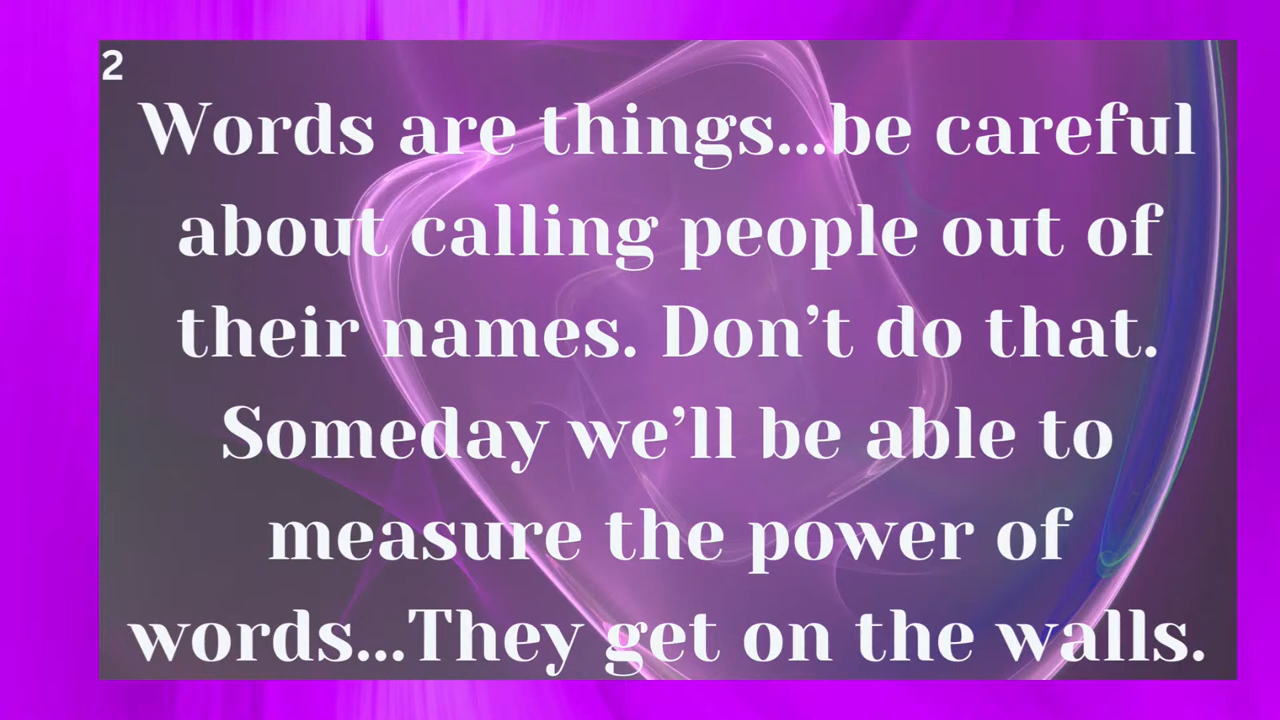 2
Words are things...be careful
about calling people out of
their names. Don’t do that.
Someday we’ll be able to
measure the power of
words...They get on the walls.